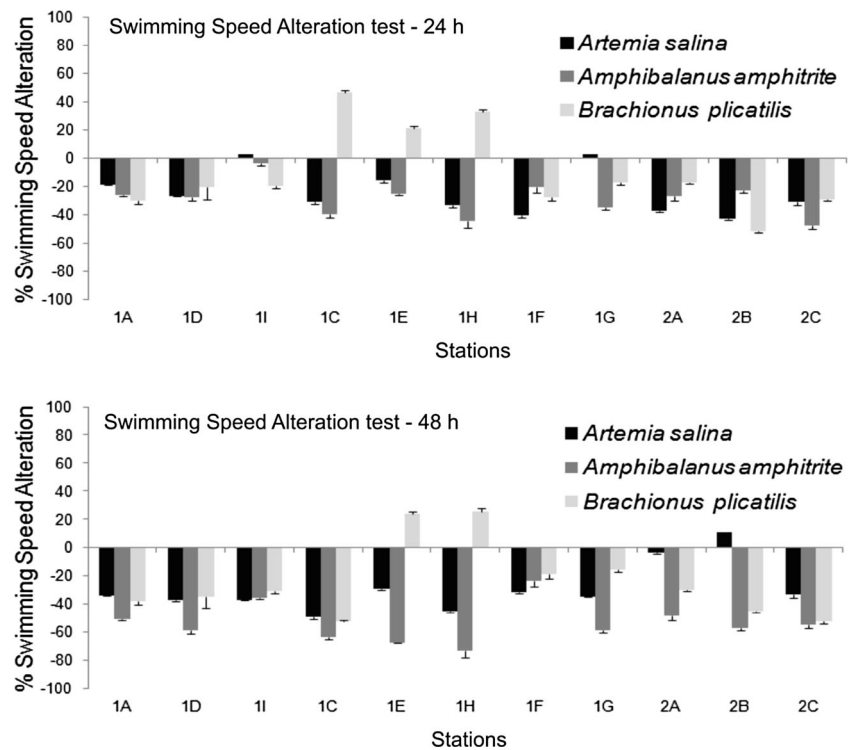 Swimming Speed Alteration test - 24 h
Artemia salina
Amphibalanus amphitrite
Brachionus plicatilis
% Swimming Speed Alteration
100
80
60
40
20
0
-20
-40
-60
-80
-100
1A 1D 1I 1C 1E 1H 1F 1G 2A 2B 2C
Stations
Swimming Speed Alteration test - 48 h
Artemia salina
Amphibalanus amphitrite
Brachionus plicatilis
% Swimming Speed Alteration
100
80
60
40
20
0
-20
-40
-60
-80
-100
1A 1D 1I 1C 1E 1H 1F 1G 2A 2B 2C
Stations